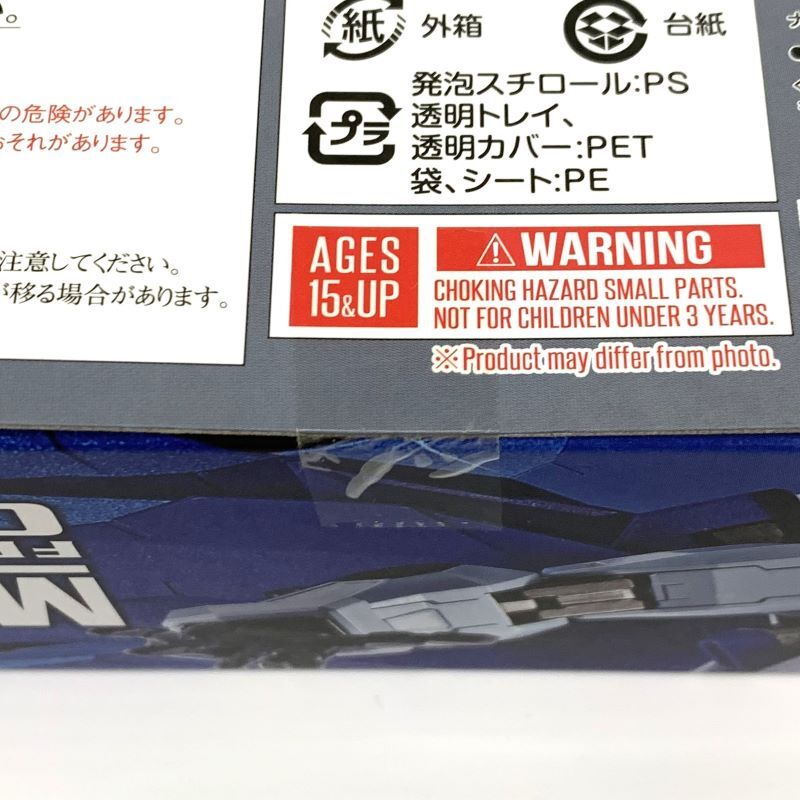 い。
の危険があります。
おそれがあります。
注意してください。
が移る場合があります。
紙 外箱 台紙
プラ
発泡スチロール:PS
透明トレイ、
透明カバー:PET
袋、シート:PE
AGES
15&UP
WARNING
CHOKING HAZARD SMALL PARTS.
NOT FOR CHILDREN UNDER 3 YEARS.
※Product may differ from photo.